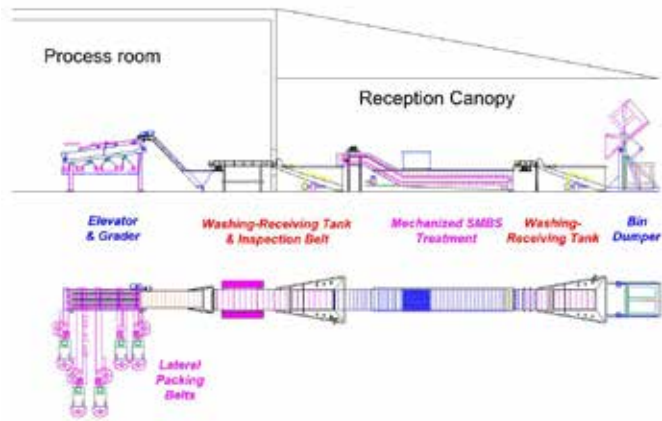 Process room
Reception Canopy
Elevator
& Grader
Washing-Receiving Tank
& Inspection Belt
Mechanized SMBS
Treatment
Washing-
Receiving Tank
Bin
Dumper
Lateral
Packing
Belts